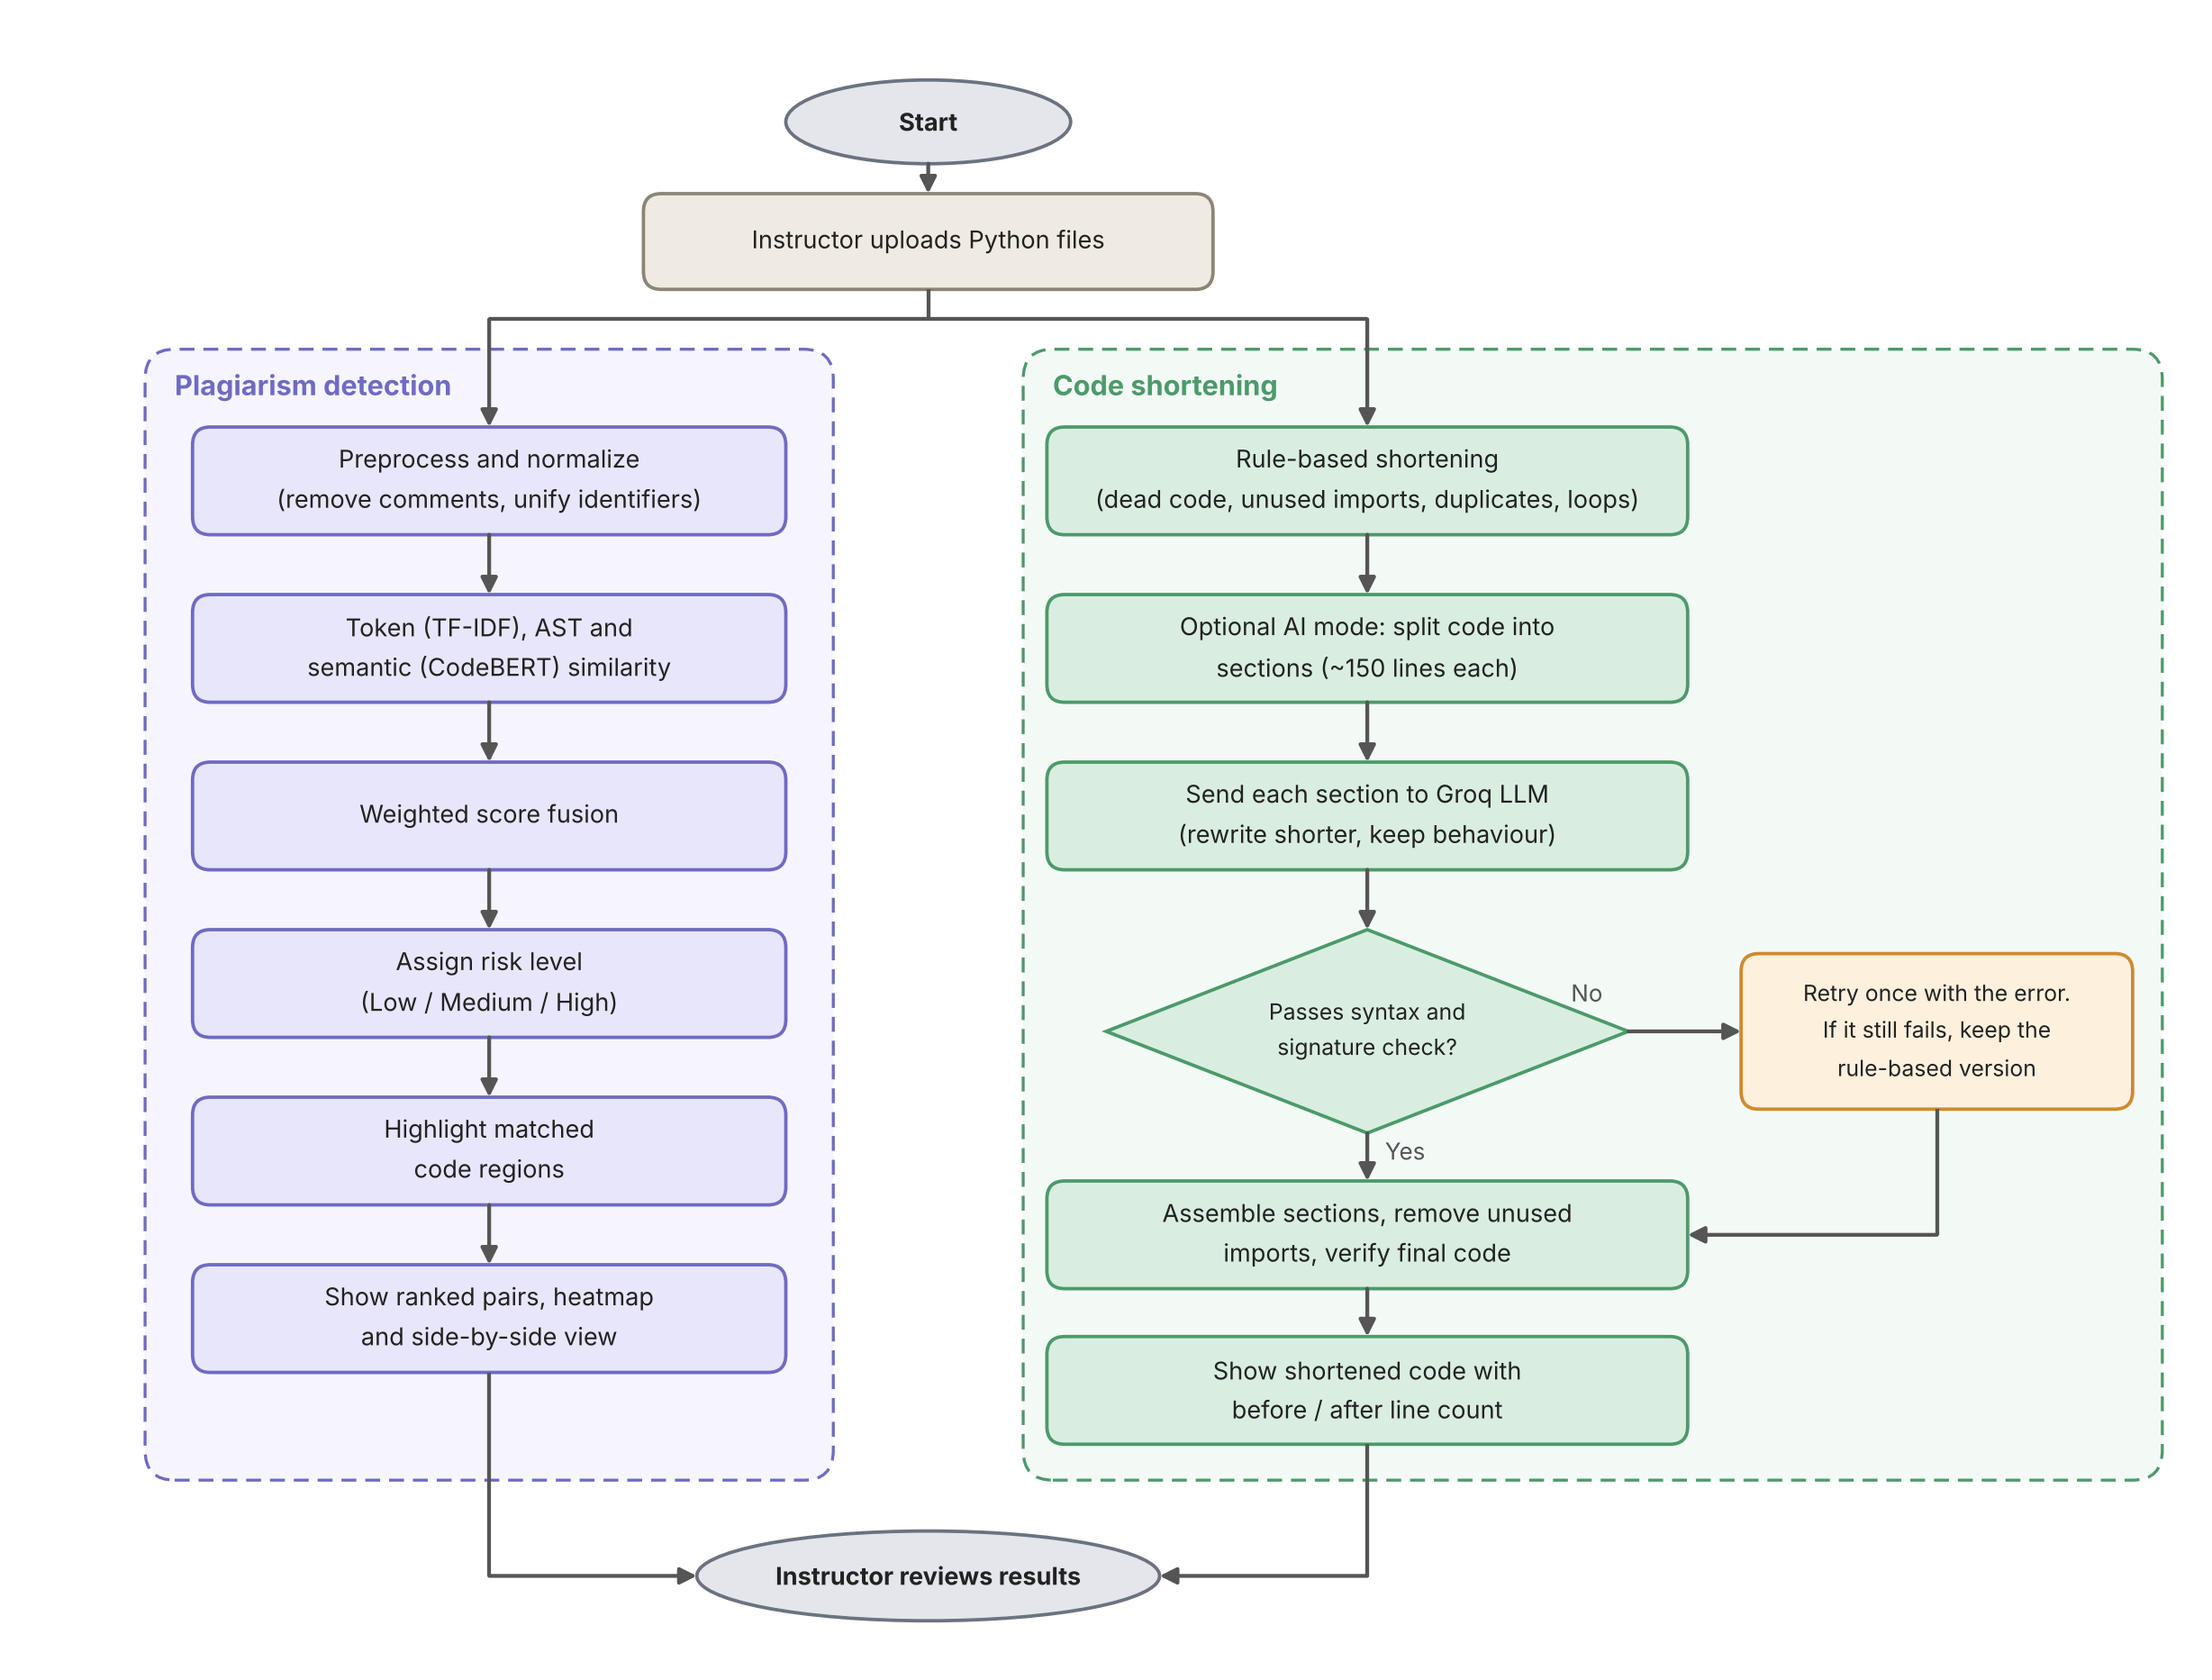 Start
Instructor uploads Python files
Plagiarism detection
Preprocess and normalize
(remove comments, unify identifiers)
Token (TF-IDF), AST and
semantic (CodeBERT) similarity
Weighted score fusion
Assign risk level
(Low / Medium / High)
Highlight matched
code regions
Show ranked pairs, heatmap
and side-by-side view
Code shortening
Rule-based shortening
(dead code, unused imports, duplicates, loops)
Optional AI mode: split code into
sections (~150 lines each)
Send each section to Groq LLM
(rewrite shorter, keep behaviour)
Passes syntax and
signature check?
No
Retry once with the error.
If it still fails, keep the
rule-based version
Yes
Assemble sections, remove unused
imports, verify final code
Show shortened code with
before / after line count
Instructor reviews results